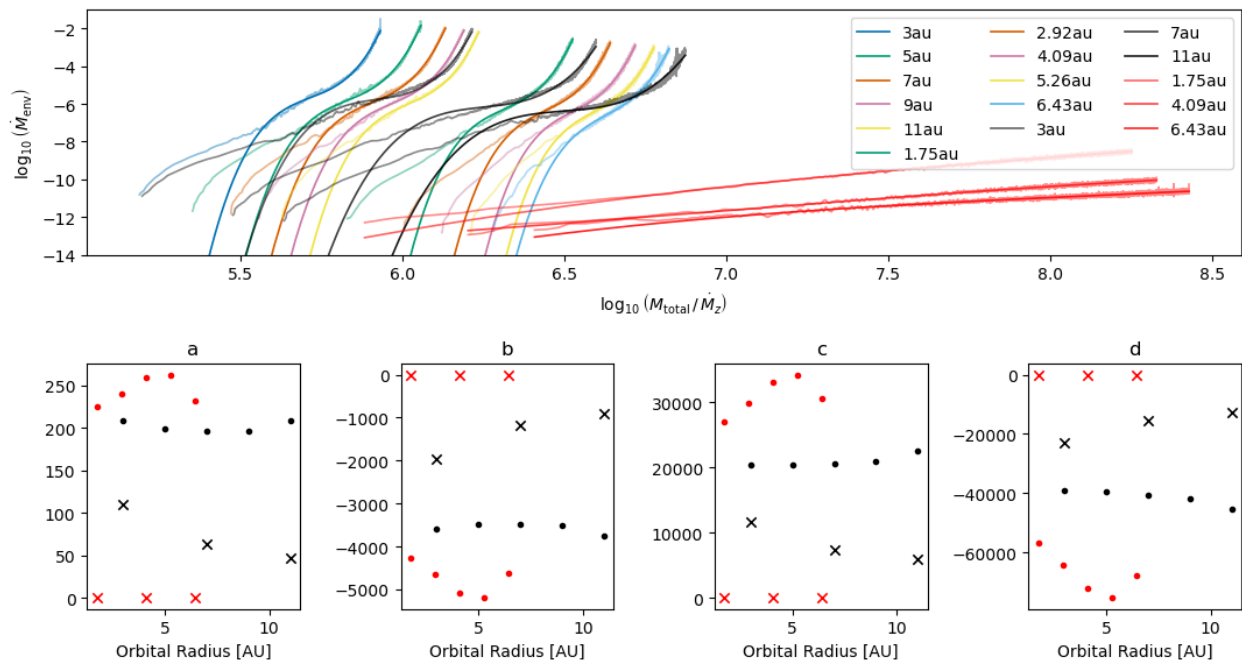 −2
−4
−6
−8
−10
−12
−14
log₁₀ (Ṁ_env)
3au 2.92au 7au
5au 4.09au 11au
7au 5.26au 1.75au
9au 6.43au 4.09au
11au 3au 6.43au
1.75au
5.5 6.0 6.5 7.0 7.5 8.0 8.5
log₁₀ (M_total / Ṁ_z)
a
250
200
150
100
50
0
5 10
Orbital Radius [AU]
b
0
−1000
−2000
−3000
−4000
−5000
5 10
Orbital Radius [AU]
c
30000
20000
10000
0
5 10
Orbital Radius [AU]
d
0
−20000
−40000
−60000
5 10
Orbital Radius [AU]